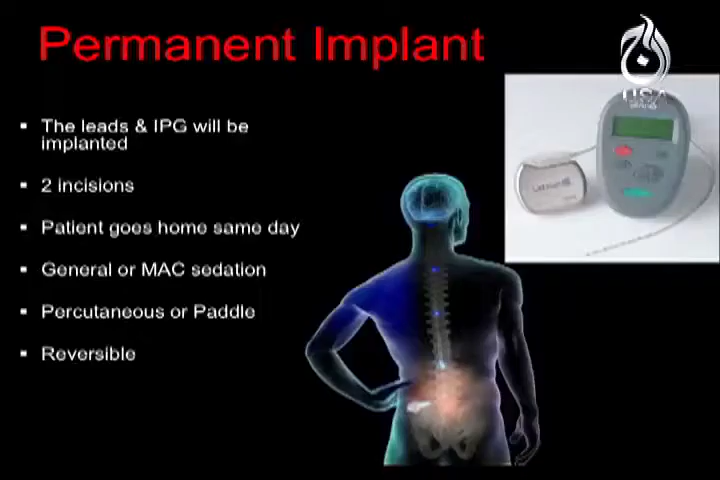 Permanent Implant
USA
▪ The leads & IPG will be
implanted
▪ 2 incisions
▪ Patient goes home same day
▪ General or MAC sedation
▪ Percutaneous or Paddle
▪ Reversible